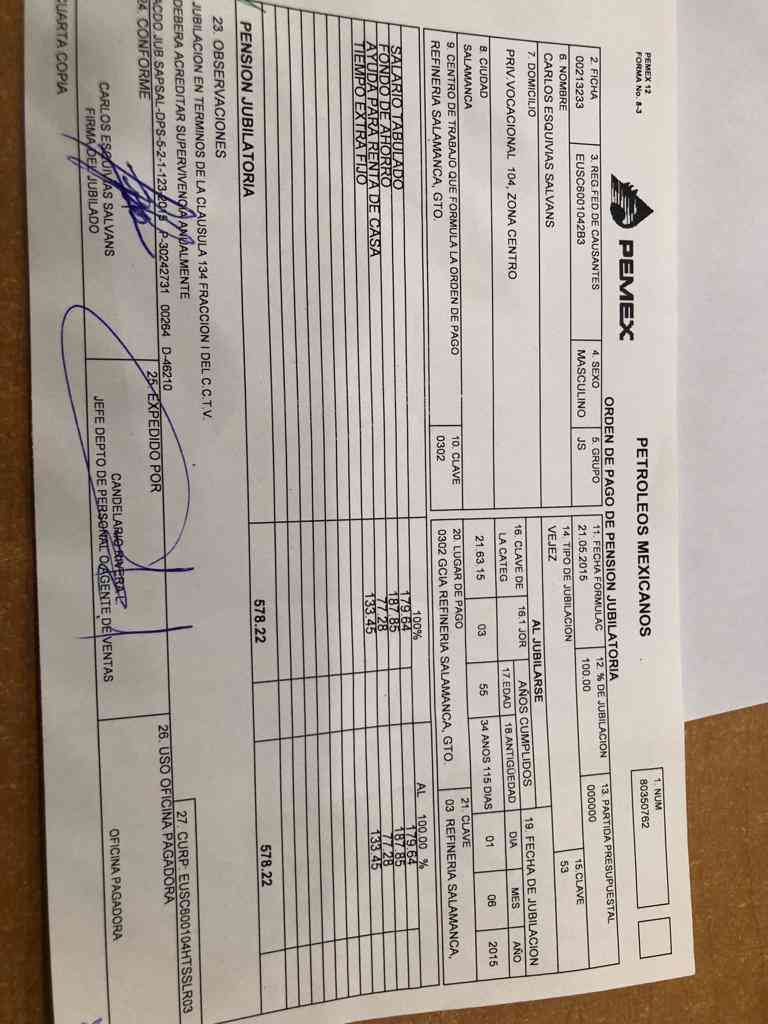 PEMEX 12
FORMA No. 8-3
PEMEX
PETROLEOS MEXICANOS
ORDEN DE PAGO DE PENSION JUBILATORIA
1. NUM
80350762
2. FICHA
00213233
3. REG.FED DE CAUSANTES
EUSC6001042B3
4. SEXO
MASCULINO
5. GRUPO
JS
6. NOMBRE
CARLOS ESQUIVIAS SALVANS
7. DOMICILIO
PRIV.VOCACIONAL 104, ZONA CENTRO
8. CIUDAD
SALAMANCA
9. CENTRO DE TRABAJO QUE FORMULA LA ORDEN DE PAGO
REFINERIA SALAMANCA, GTO.
10. CLAVE
0302
11. FECHA FORMULAC
21.05.2015
12. % DE JUBILACION
100.00
13. PARTIDA PRESUPUESTAL
000000
14. TIPO DE JUBILACION
VEJEZ
15.CLAVE
53
AL JUBILARSE
16. CLAVE DE
LA CATEG
21.63.15
16.1 JOR
03
AÑOS CUMPLIDOS
17.EDAD
55
18.ANTIGÜEDAD
34 ANOS 115 DIAS
19. FECHA DE JUBILACION
DIA MES AÑO
01 06 2015
20 LUGAR DE PAGO
0302 GCIA REFINERIA SALAMANCA, GTO.
21. CLAVE
03 REFINERIA SALAMANCA,
100% AL 100.00 %
SALARIO TABULADO 179.64 179.64
FONDO DE AHORRO 187.85 187.85
AYUDA PARA RENTA DE CASA 77.28 77.28
TIEMPO EXTRA FIJO 133.45 133.45
PENSION JUBILATORIA 578.22 578.22
23. OBSERVACIONES
JUBILACION EN TERMINOS DE LA CLAUSULA 134 FRACCION I DEL C.C.T.V.
DEBERA ACREDITAR SUPERVIVENCIA ANUALMENTE
ACDO JUB SAPSAL-DPS-5-2-1-123-2015 P-30242731 00264 D-46210
27. CURP: EUSC600104HTSSLR03
24. CONFORME
CARLOS ESQUIVIAS SALVANS
FIRMA DEL JUBILADO
25. EXPEDIDO POR
CANDELARIO RIVERA L
JEFE DEPTO DE PERSONAL O AGENTE DE VENTAS
26. USO OFICINA PAGADORA
OFICINA PAGADORA
CUARTA COPIA